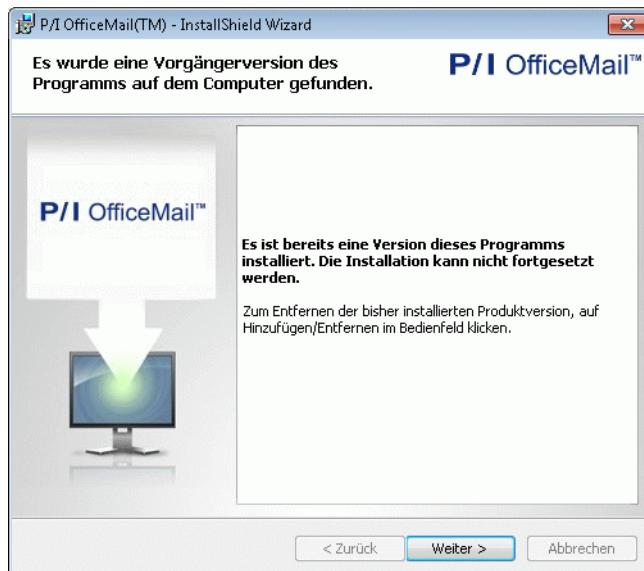 P/I OfficeMail(TM) - InstallShield Wizard
Es wurde eine Vorgängerversion des
Programms auf dem Computer gefunden.
P/I OfficeMail™
P/I OfficeMail™
Es ist bereits eine Version dieses Programms
installiert. Die Installation kann nicht fortgesetzt
werden.
Zum Entfernen der bisher installierten Produktversion, auf
Hinzufügen/Entfernen im Bedienfeld klicken.
< Zurück
Weiter >
Abbrechen